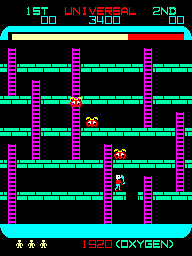 1ST UNIVERSAL 2ND
00 3400 00
1920 (OXYGEN)